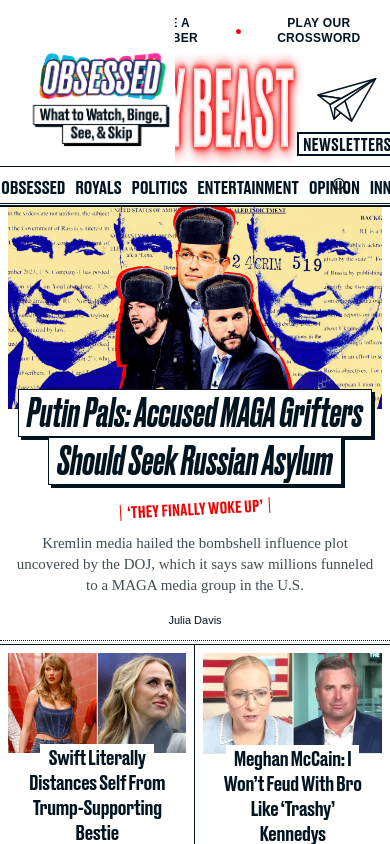 E A
BER
PLAY OUR
CROSSWORD
OBSESSED
What to Watch, Binge,
See, & Skip
Y BEAST
NEWSLETTERS
OBSESSED ROYALS POLITICS ENTERTAINMENT OPINION INN
24 CRIM 519
Putin Pals: Accused MAGA Grifters
Should Seek Russian Asylum
‘THEY FINALLY WOKE UP’
Kremlin media hailed the bombshell influence plot
uncovered by the DOJ, which it says saw millions funneled
to a MAGA media group in the U.S.
Julia Davis
Swift Literally
Distances Self From
Trump-Supporting
Bestie
Meghan McCain: I
Won’t Feud With Bro
Like ‘Trashy’
Kennedys